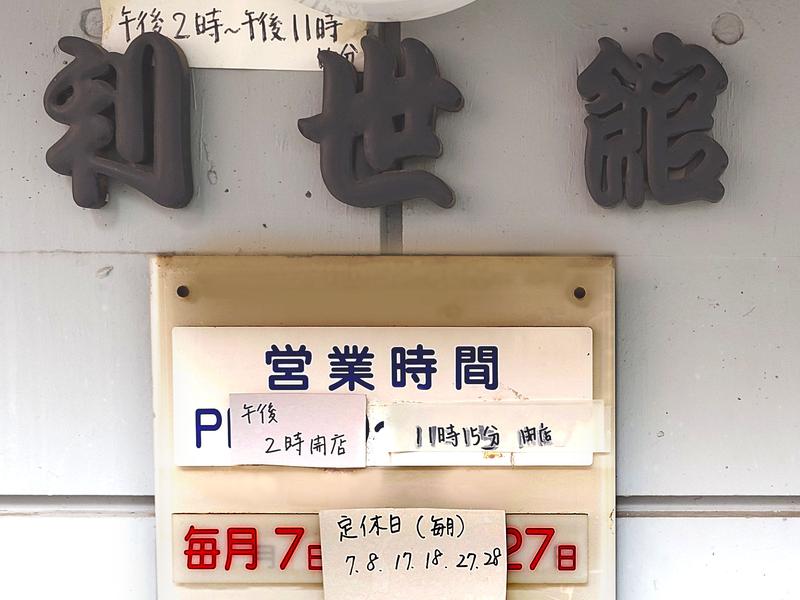 午後2時～午後11時
利世館
営業時間
P
午後
2時開店
11時15分 閉店
毎月7日
27日
定休日(毎月)
7. 8. 17. 18. 27. 28